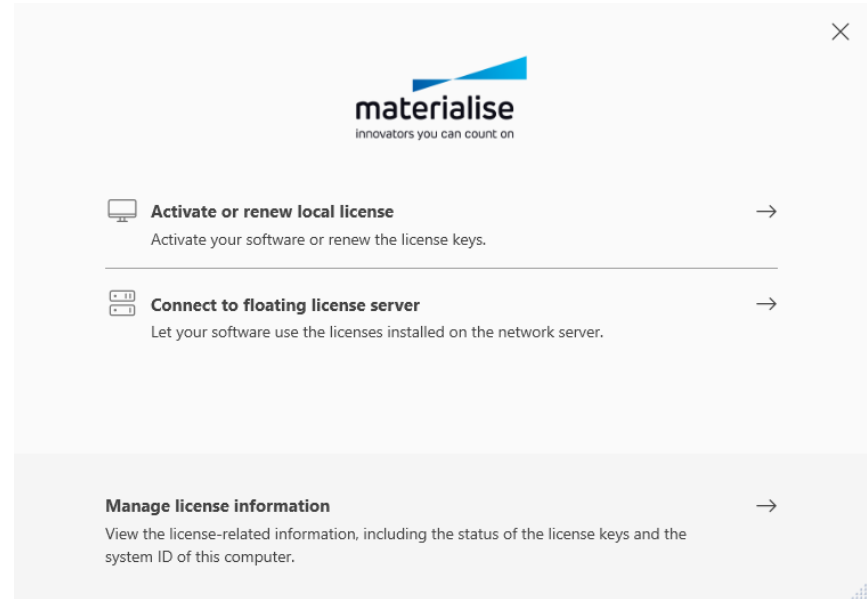 materialise
innovators you can count on
Activate or renew local license
Activate your software or renew the license keys.
Connect to floating license server
Let your software use the licenses installed on the network server.
Manage license information
View the license-related information, including the status of the license keys and the
system ID of this computer.